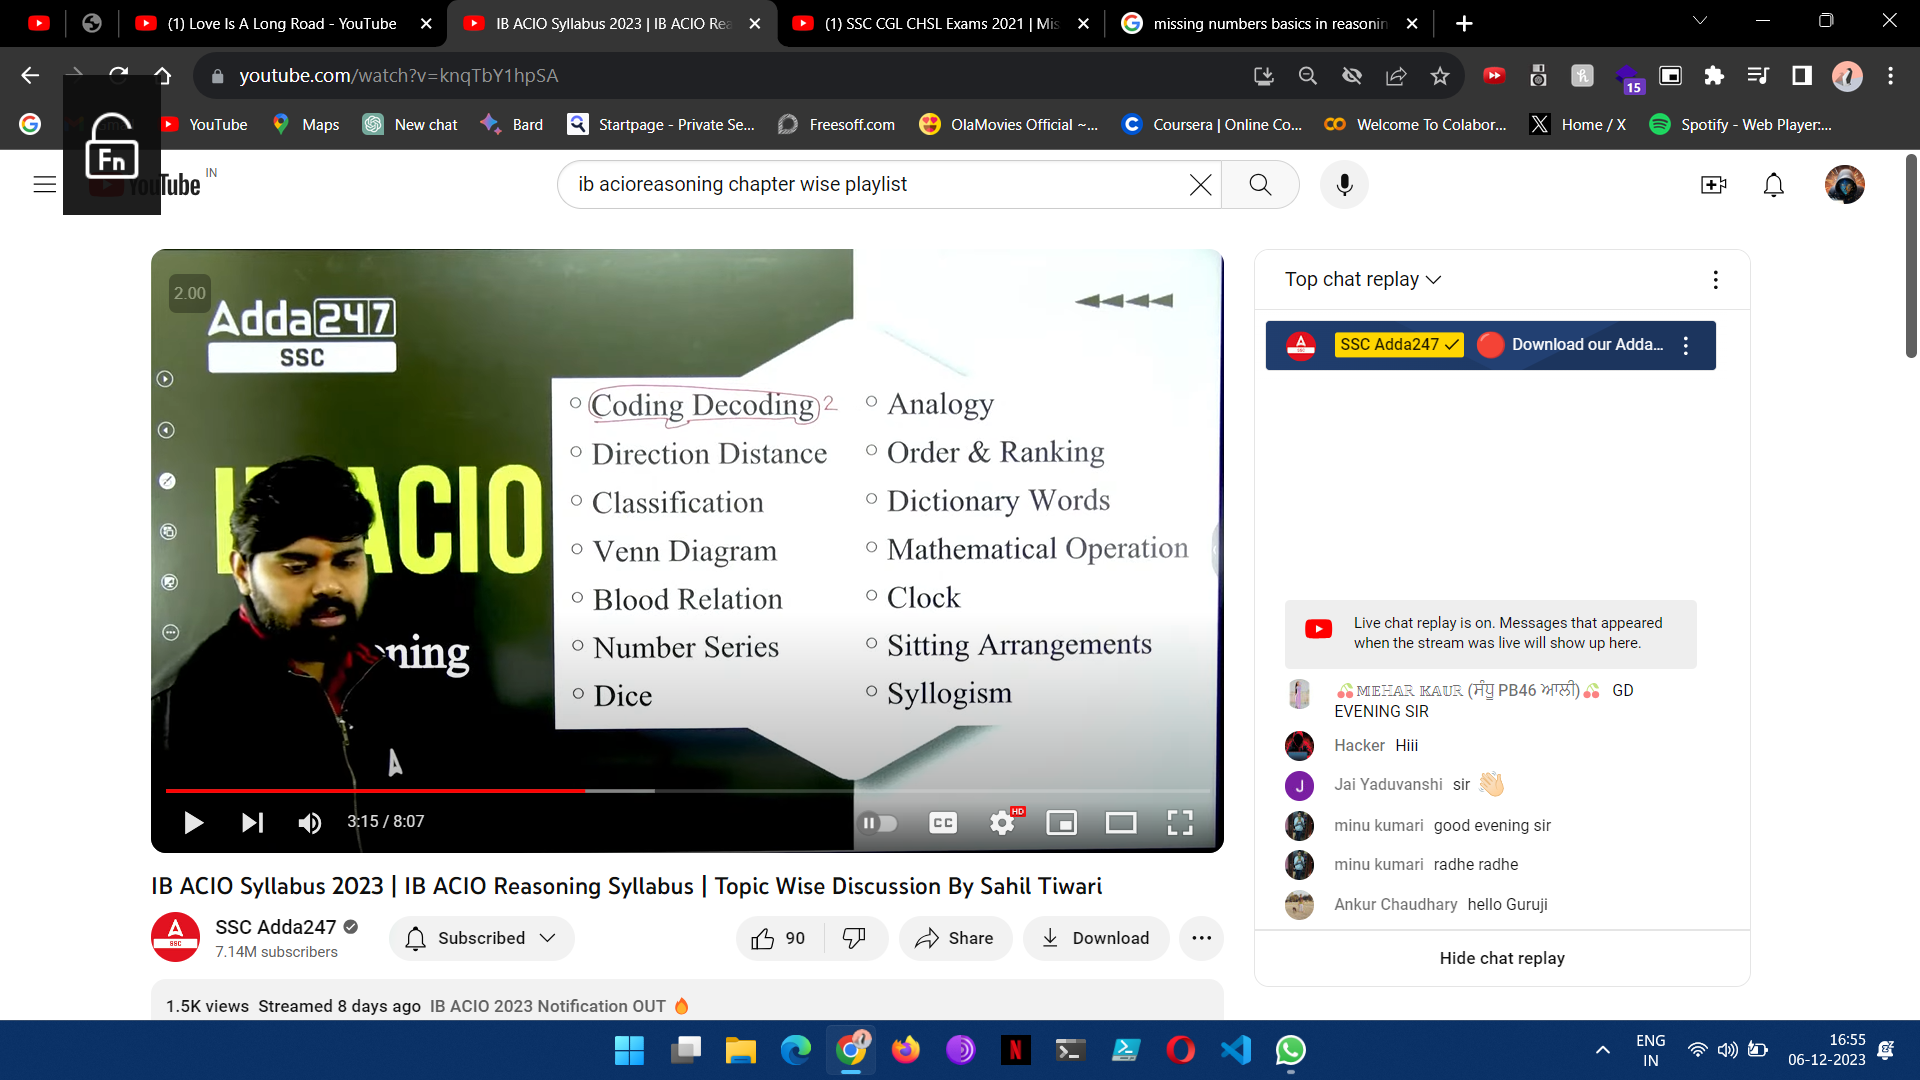 (1) Love Is A Long Road - YouTube
IB ACIO Syllabus 2023 | IB ACIO Rea
(1) SSC CGL CHSL Exams 2021 | Mis
missing numbers basics in reasonin
youtube.com/watch?v=knqTbY1hpSA
15
YouTube
Maps
New chat
Bard
Startpage - Private Se...
Freesoff.com
OlaMovies Official ~...
Coursera | Online Co...
Welcome To Colabor...
Home / X
Spotify - Web Player:...
Fn
YouTube IN
ib acioreasoning chapter wise playlist
2.00
Adda247
SSC
IB ACIO
Coding Decoding 2
Direction Distance
Classification
Venn Diagram
Blood Relation
Number Series
Dice
Analogy
Order & Ranking
Dictionary Words
Mathematical Operation
Clock
Sitting Arrangements
Syllogism
3:15 / 8:07
CC
HD
Top chat replay
SSC Adda247 Download our Adda...
Live chat replay is on. Messages that appeared
when the stream was live will show up here.
MEHAR KAUR (ਸੰਧੂ PB46 ਆਲੀ) GD
EVENING SIR
Hacker Hiii
J Jai Yaduvanshi sir
minu kumari good evening sir
minu kumari radhe radhe
Ankur Chaudhary hello Guruji
Hide chat replay
IB ACIO Syllabus 2023 | IB ACIO Reasoning Syllabus | Topic Wise Discussion By Sahil Tiwari
SSC Adda247
7.14M subscribers
Subscribed
90
Share
Download
1.5K views Streamed 8 days ago IB ACIO 2023 Notification OUT
ENG
IN
16:55
06-12-2023